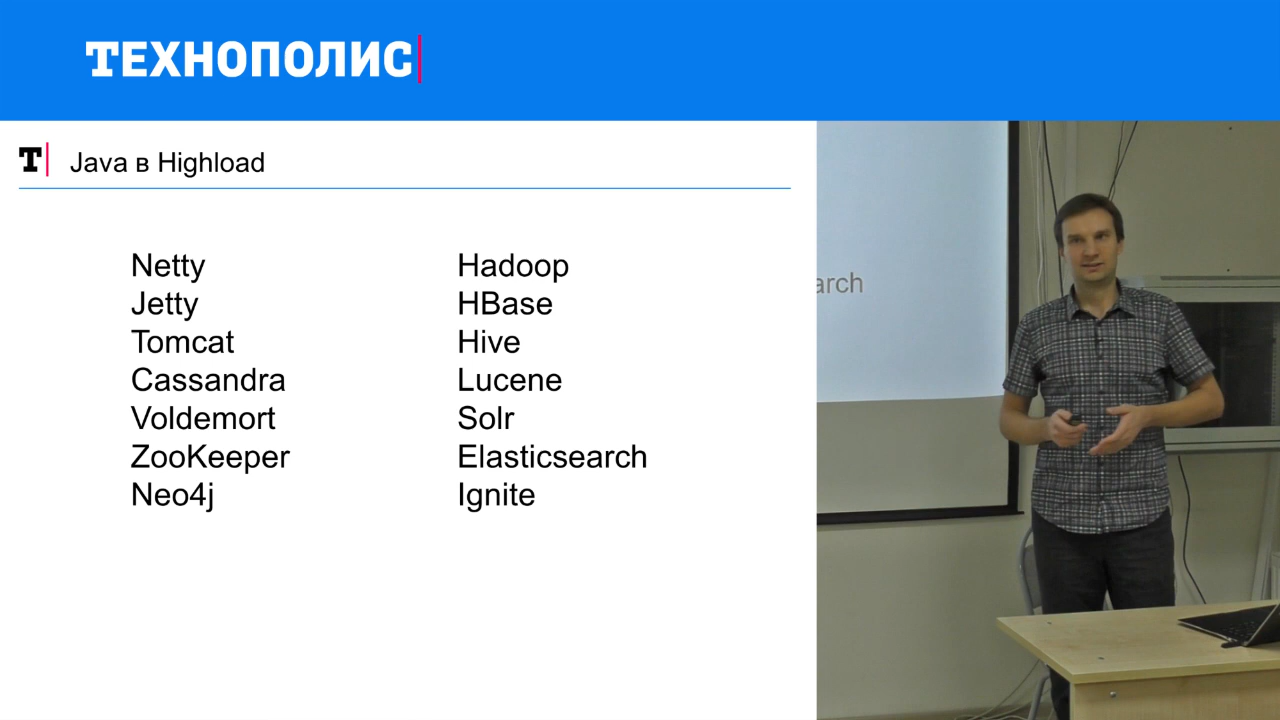 ТЕХНОПОЛИС
Т Java в Highload
Netty
Jetty
Tomcat
Cassandra
Voldemort
ZooKeeper
Neo4j
Hadoop
HBase
Hive
Lucene
Solr
Elasticsearch
Ignite
arch